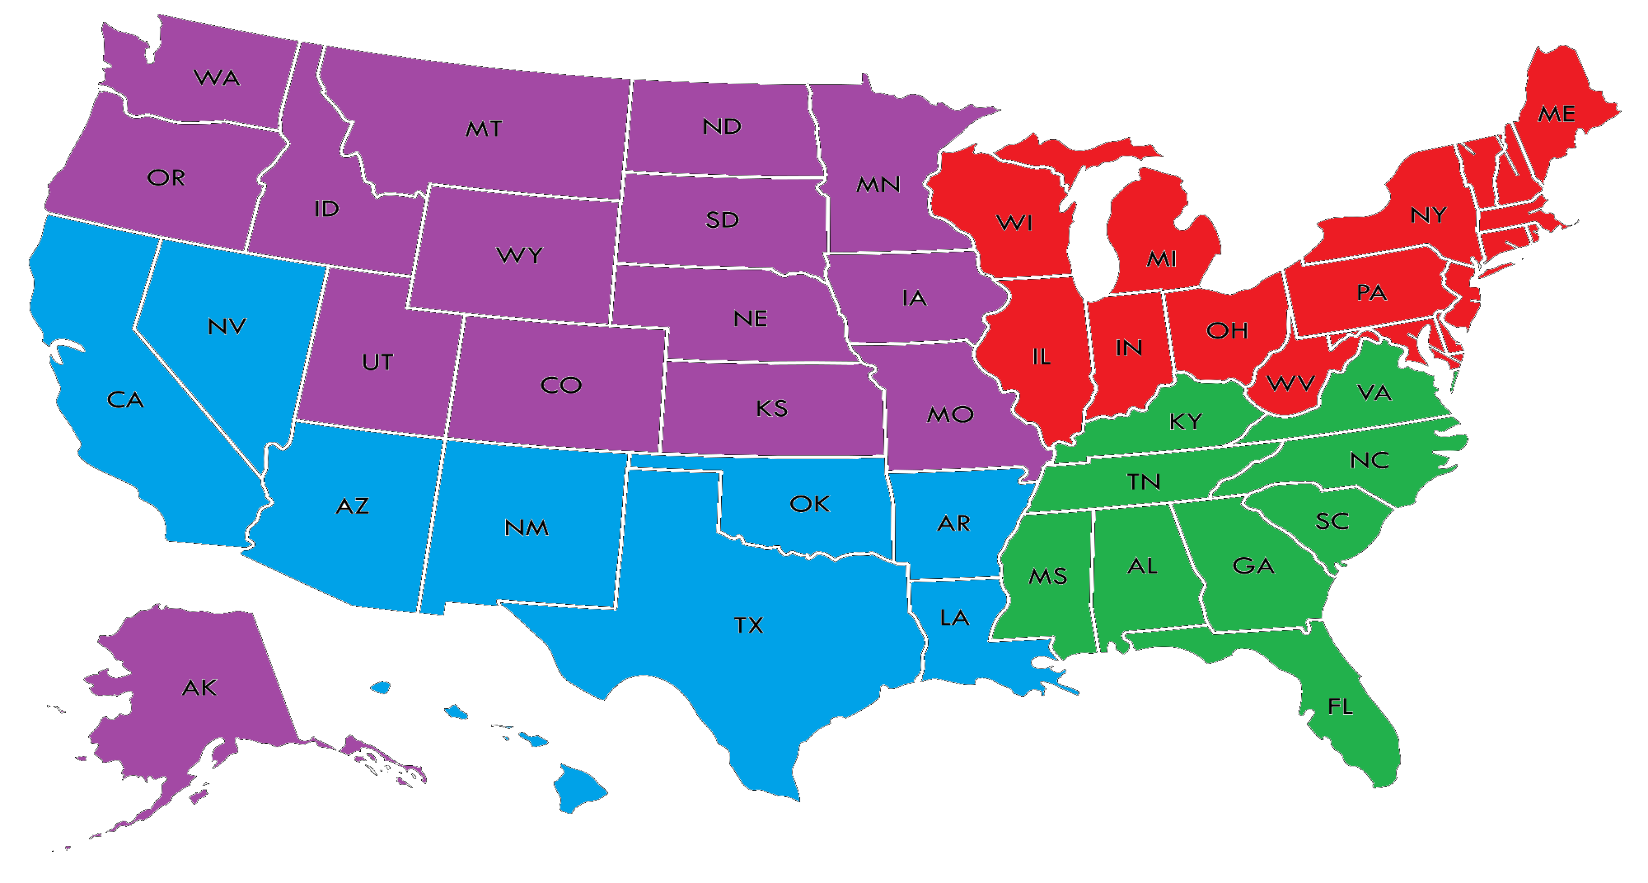 WA
MT
ND
ME
OR
ID
MN
SD
WI
NY
WY
MI
IA
PA
NE
NV
OH
UT
IN
IL
CO
WV
CA
KS
MO
VA
KY
NC
TN
AZ
OK
NM
AR
SC
MS
AL
GA
TX
LA
AK
FL